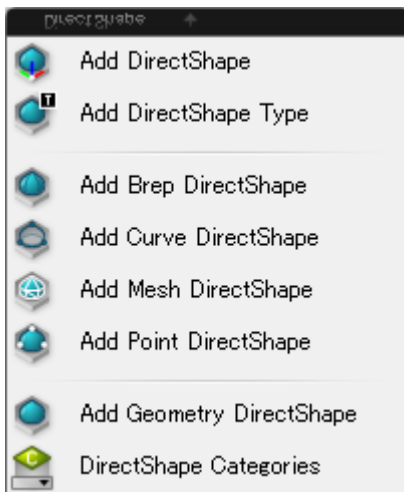 DirectShape
Add DirectShape
T
Add DirectShape Type
Add Brep DirectShape
Add Curve DirectShape
Add Mesh DirectShape
Add Point DirectShape
Add Geometry DirectShape
C
DirectShape Categories